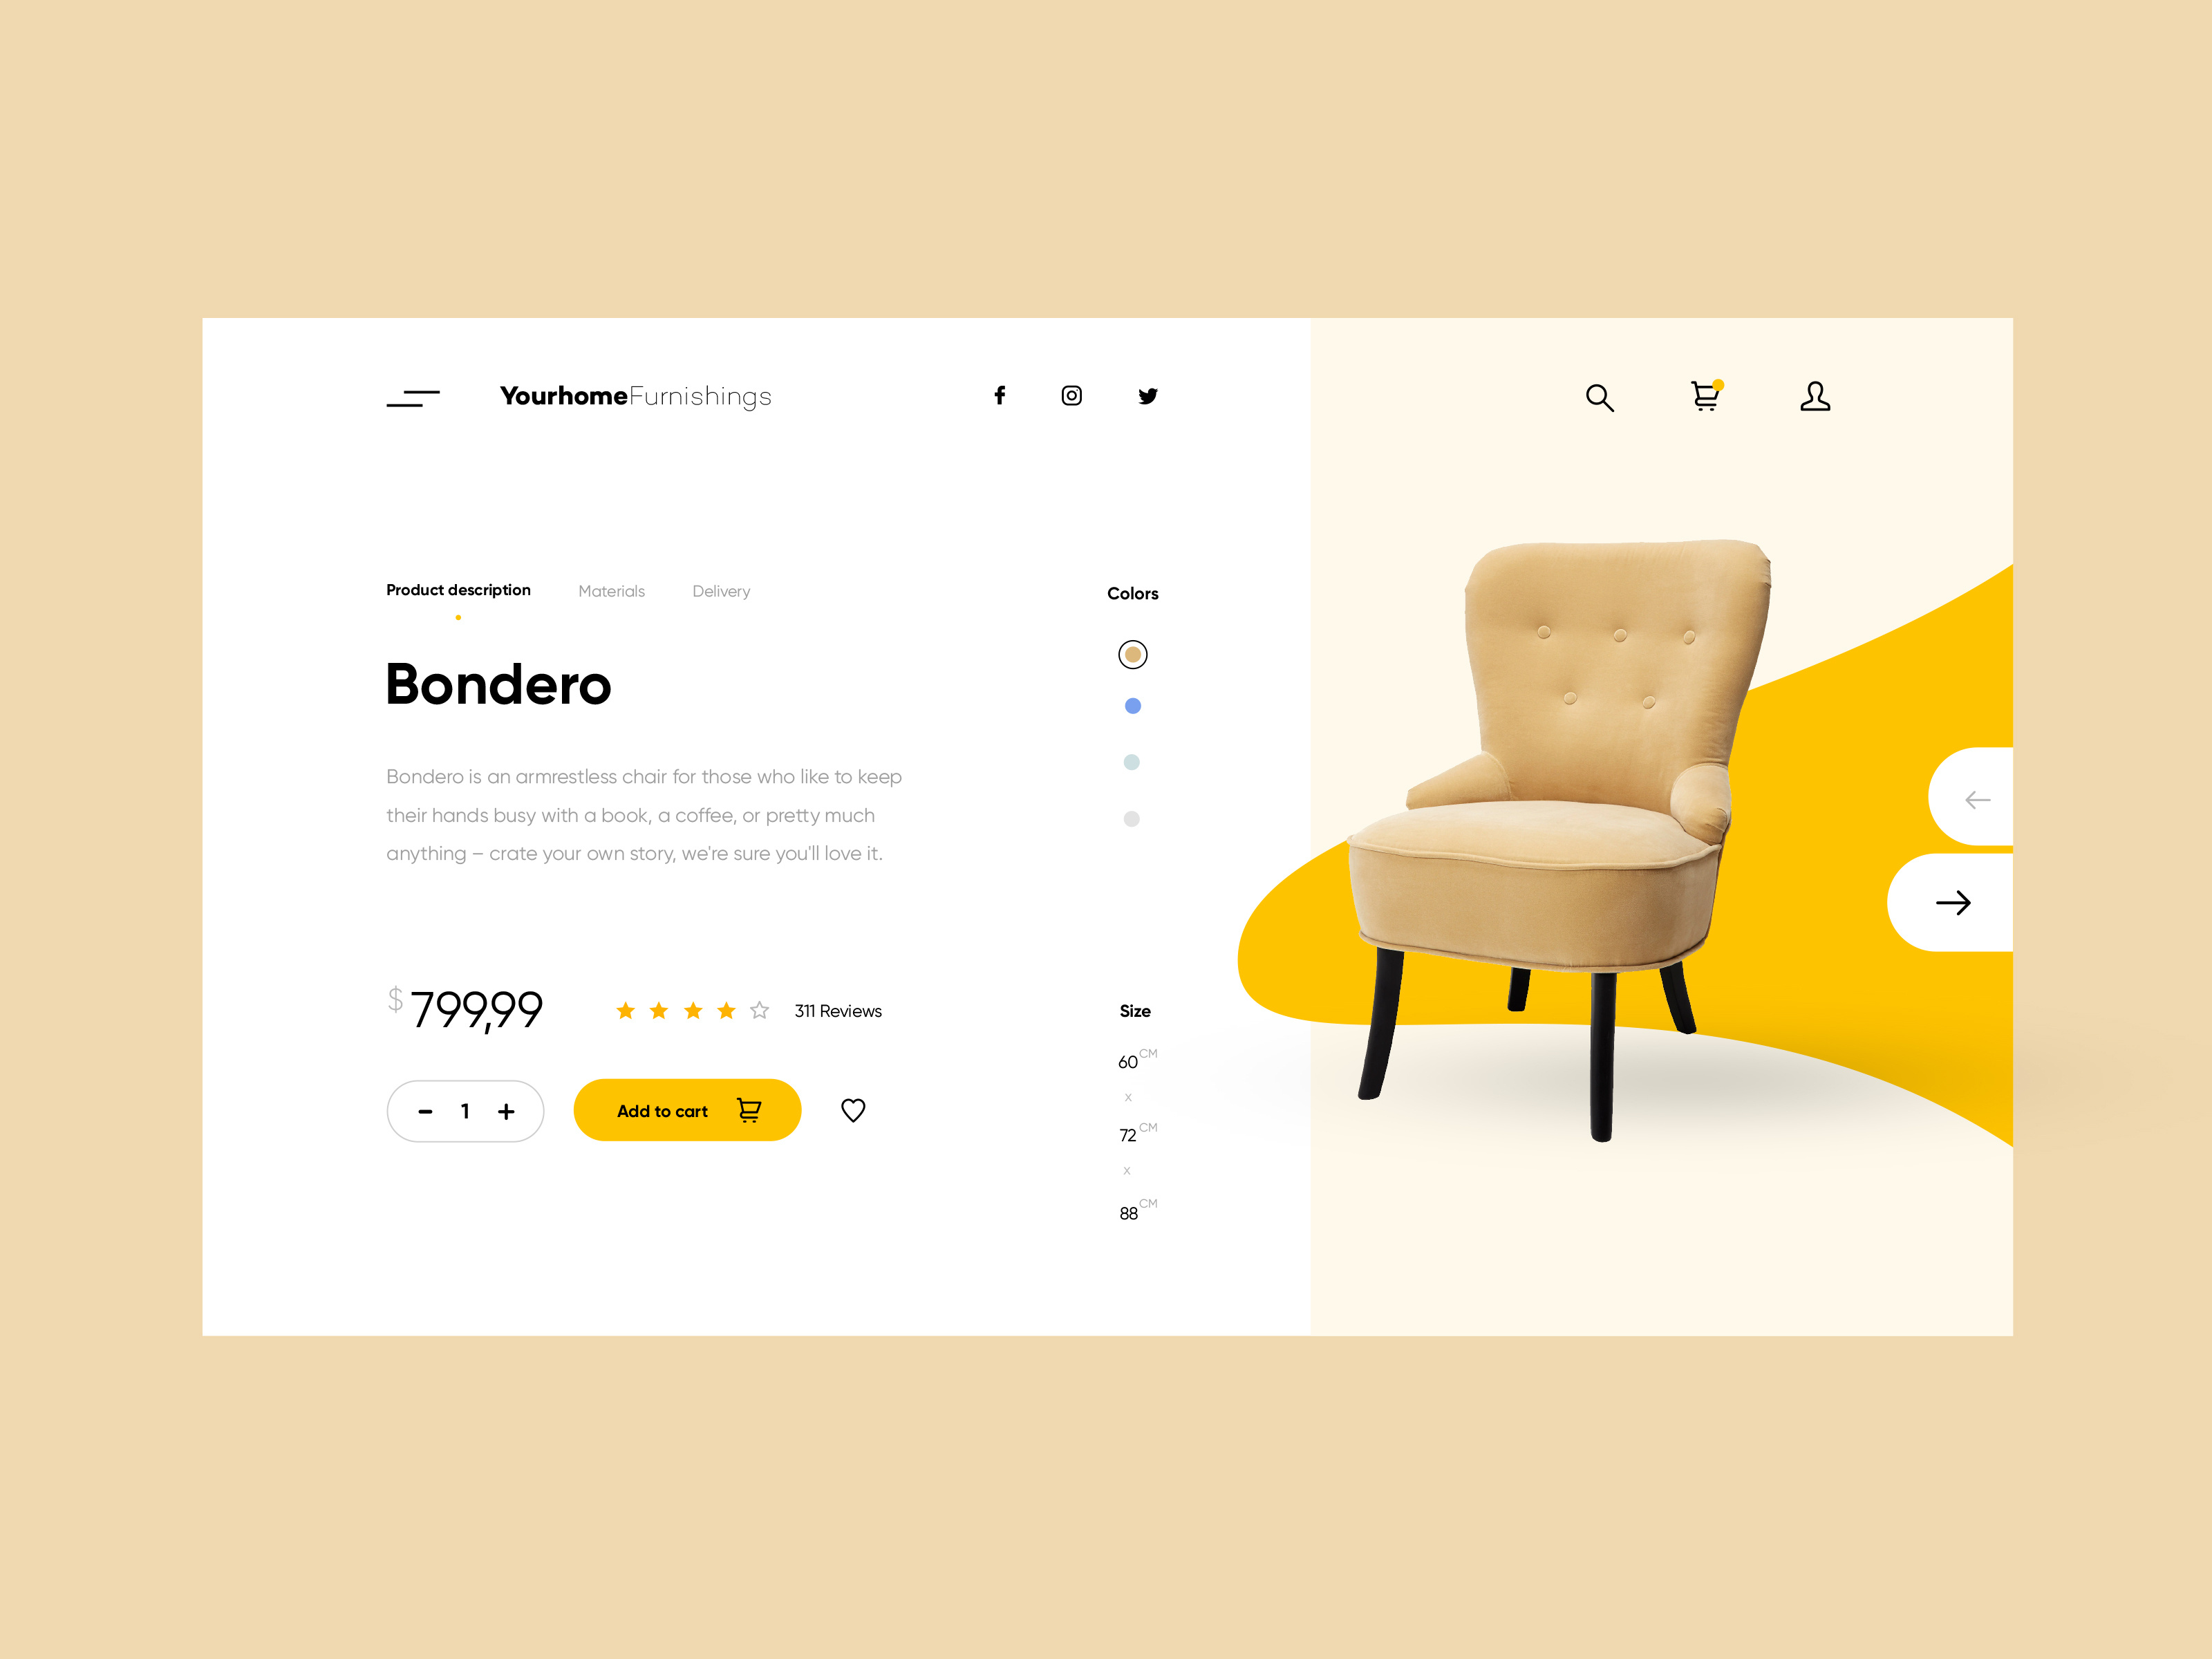 YourhomeFurnishings
Product description Materials Delivery
Bondero
Bondero is an armrestless chair for those who like to keep
their hands busy with a book, a coffee, or pretty much
anything – crate your own story, we're sure you'll love it.
$799,99
311 Reviews
- 1 +
Add to cart
Colors
Size
60 CM
x
72 CM
x
88 CM